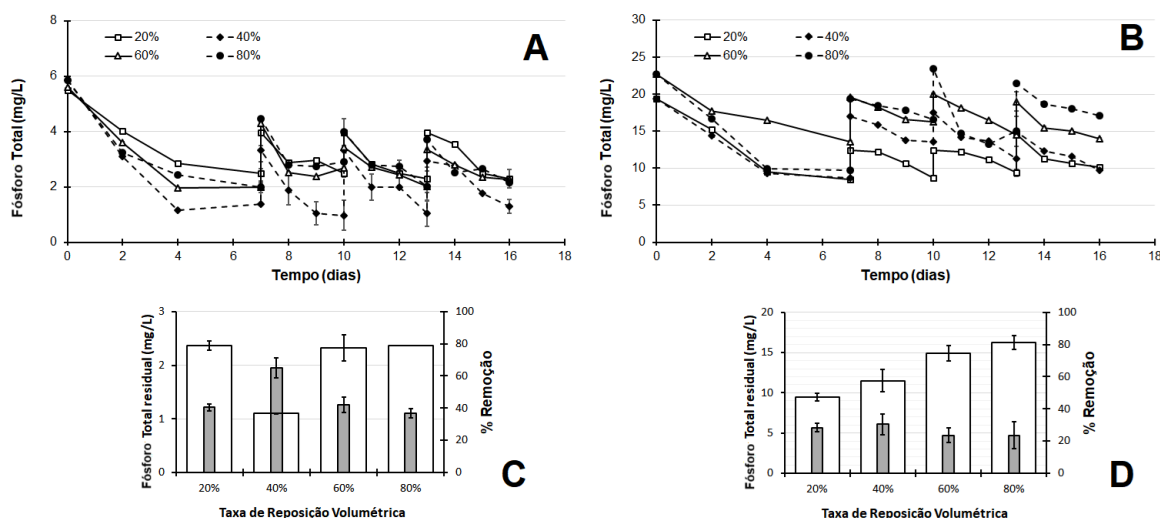 A
Fósforo Total (mg/L)
8
6
4
2
0
20%
40%
60%
80%
0 2 4 6 8 10 12 14 16 18
Tempo (dias)
B
Fósforo Total (mg/L)
30
25
20
15
10
5
0
20%
40%
60%
80%
0 2 4 6 8 10 12 14 16 18
Tempo (dias)
C
Fósforo Total residual (mg/L)
3
2
1
0
100
80
60
40
20
0
% Remoção
20% 40% 60% 80%
Taxa de Reposição Volumétrica
D
Fósforo Total residual (mg/L)
20
15
10
5
0
100
80
60
40
20
0
% Remoção
20% 40% 60% 80%
Taxa de Reposição Volumétrica